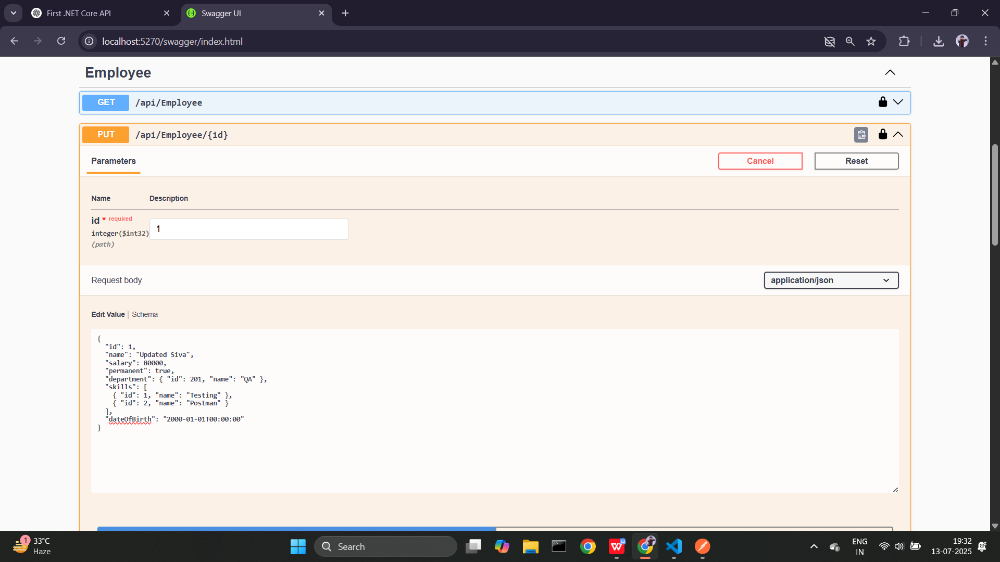 First .NET Core API
Swagger UI
localhost:5270/swagger/index.html
Employee
GET /api/Employee
PUT /api/Employee/{id}
Parameters
Cancel
Reset
Name Description
id * required
integer($int32)
(path)
1
Request body
application/json
Edit Value | Schema
{
  "id": 1,
  "name": "Updated Siva",
  "salary": 80000,
  "permanent": true,
  "department": { "id": 201, "name": "QA" },
  "skills": [
    { "id": 1, "name": "Testing" },
    { "id": 2, "name": "Postman" }
  ],
  "dateOfBirth": "2000-01-01T00:00:00"
}
1
33°C
Haze
Search
ENG
IN
19:32
13-07-2025